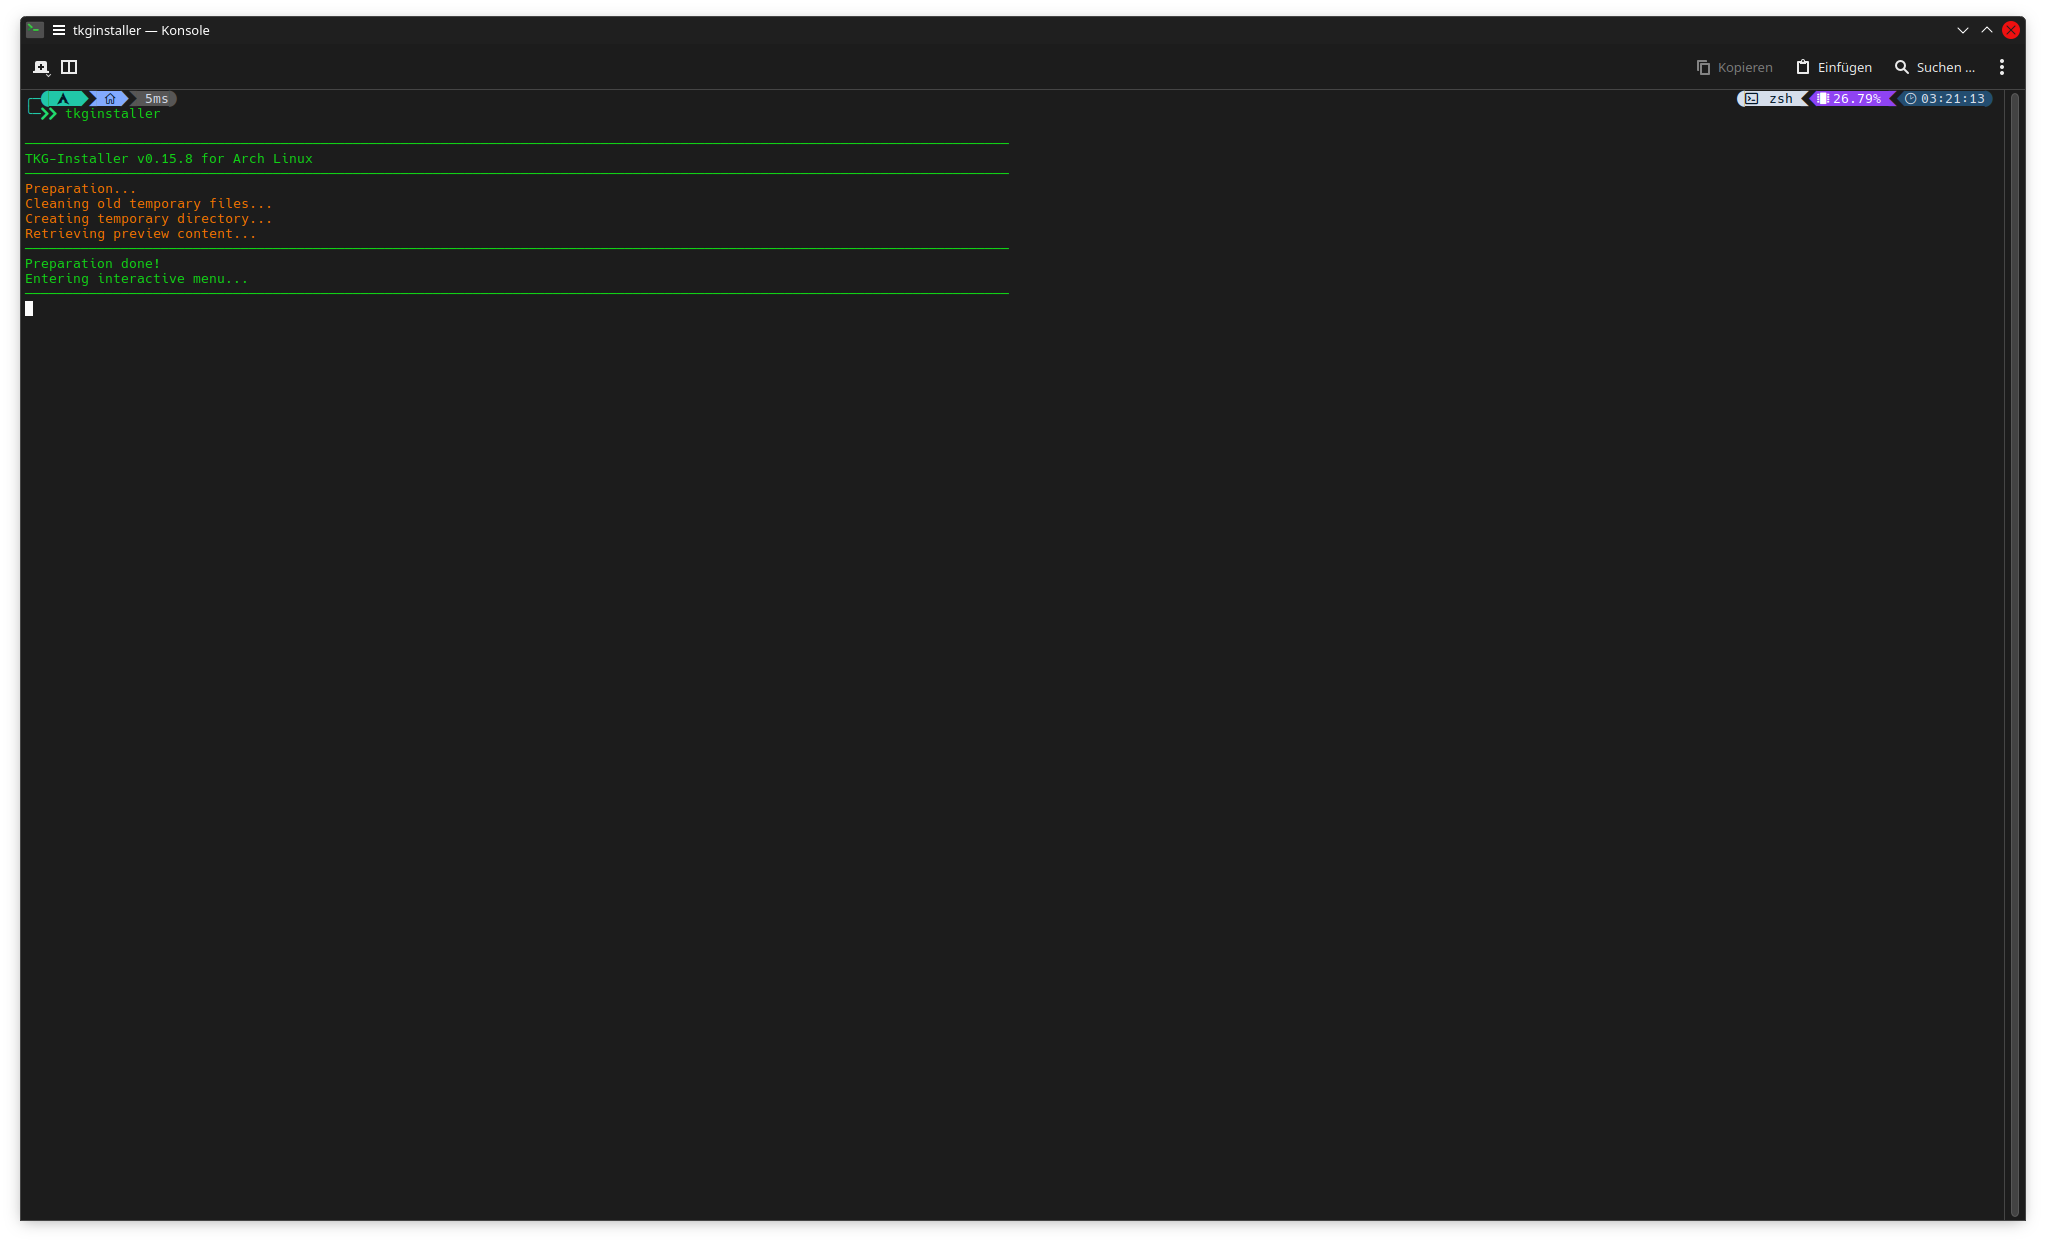 tkginstaller — Konsole
Kopieren Einfügen Suchen ...
5ms zsh 26.79% 03:21:13
tkginstaller
TKG-Installer v0.15.8 for Arch Linux
Preparation...
Cleaning old temporary files...
Creating temporary directory...
Retrieving preview content...
Preparation done!
Entering interactive menu...